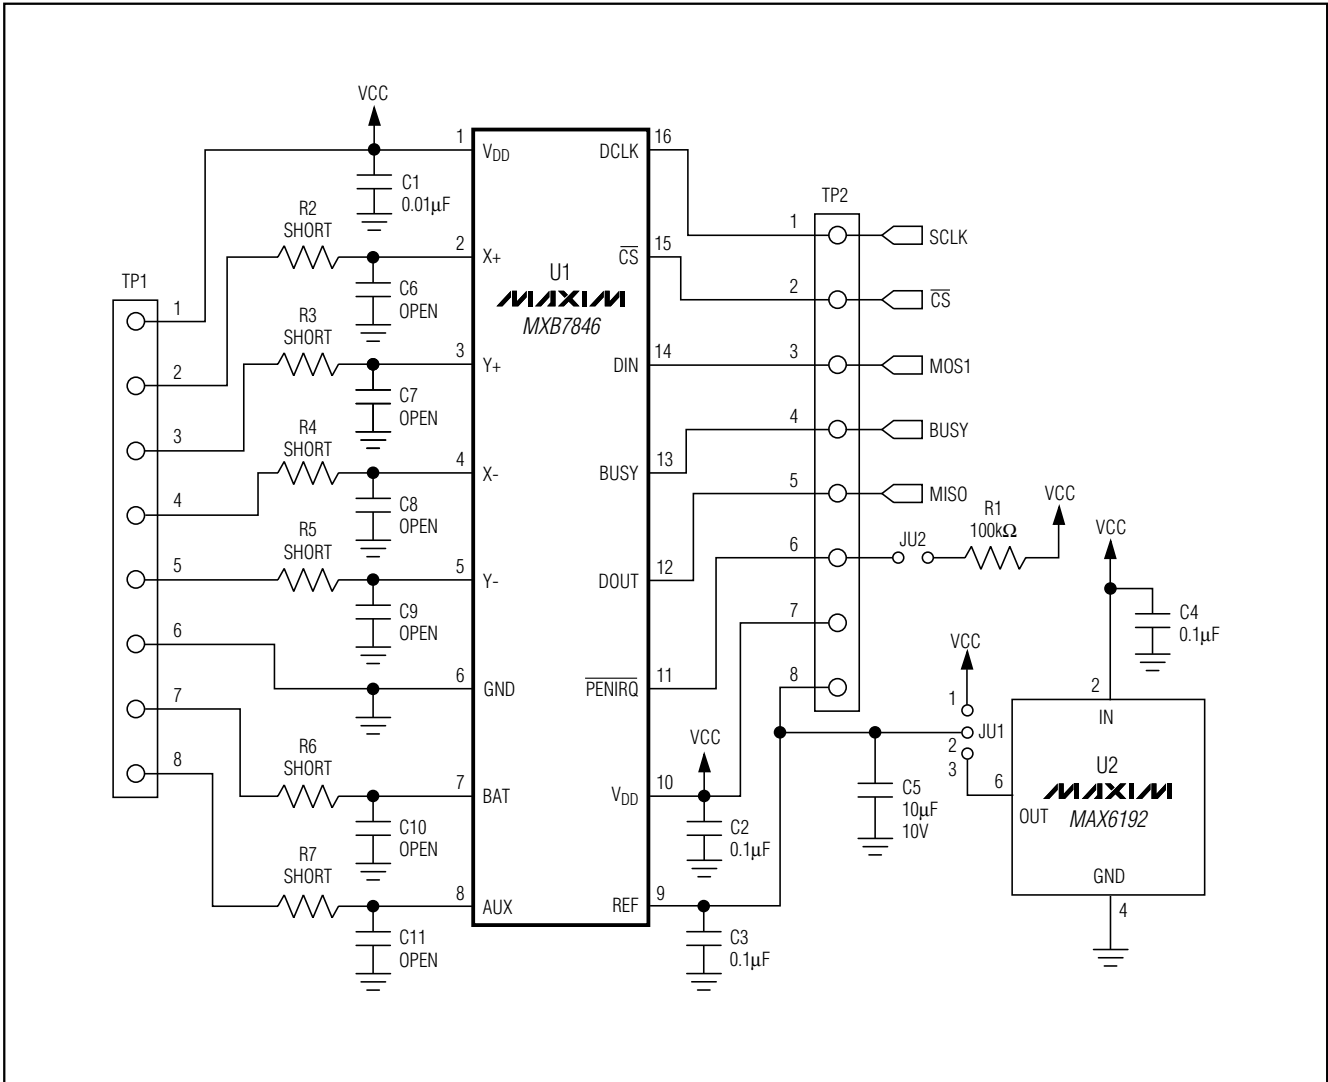 VCC
1
VDD
DCLK
16
C1
0.01µF
R2
SHORT
2
X+
CS
15
C6
OPEN
U1
MAXIM
MXB7846
R3
SHORT
3
Y+
DIN
14
C7
OPEN
R4
SHORT
4
X-
BUSY
13
C8
OPEN
R5
SHORT
5
Y-
DOUT
12
C9
OPEN
6
GND
PENIRQ
11
R6
SHORT
7
BAT
VDD
10
C10
OPEN
R7
SHORT
8
AUX
REF
9
C11
OPEN
TP1
1
2
3
4
5
6
7
8
TP2
1
SCLK
2
CS
3
MOS1
4
BUSY
5
MISO
6
7
8
JU2
R1
100kΩ
VCC
VCC
C4
0.1µF
VCC
1
JU1
2
3
VCC
C2
0.1µF
C3
0.1µF
C5
10µF
10V
2
IN
U2
MAXIM
MAX6192
6
OUT
GND
4